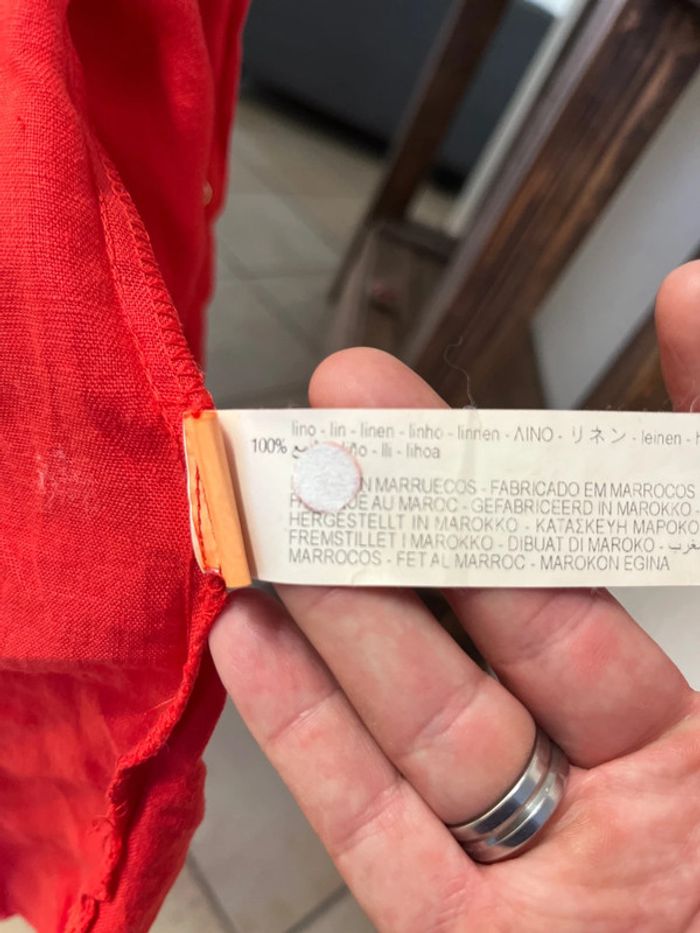 lino - lin - linen - linho - linnen - ΛΙΝΟ - リネン - leinen -
100% - lli - lihoa
MARRUECOS - FABRICADO EM MARROCOS
AU MAROC - GEFABRICEERD IN MAROKKO -
HERGESTELLT IN MAROKKO - ΚΑΤΑΣΚΕΥΗ ΜΑΡΟΚΟ
FREMSTILLET I MAROKKO - DIBUAT DI MAROKO -
MARROCOS - FET AL MARROC - MAROKON EGINA